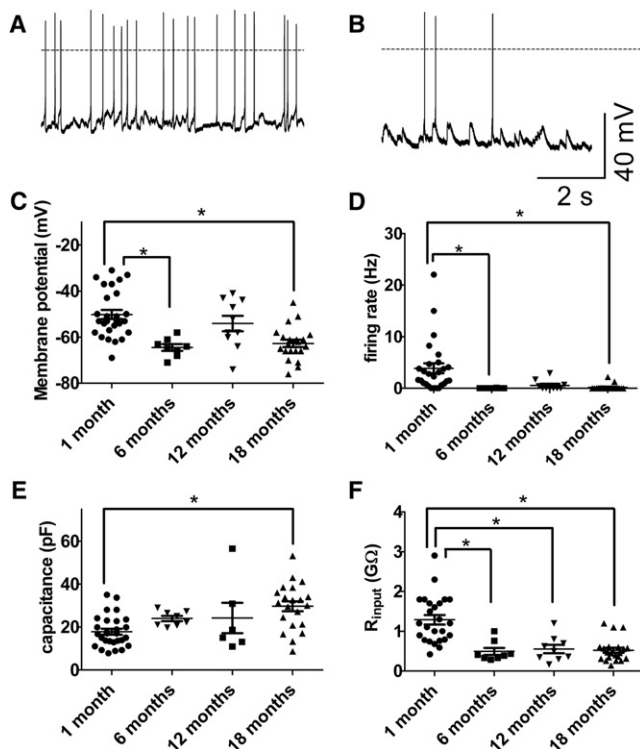 A
B
40 mV
2 s
C
*
*
Membrane potential (mV)
-20
-40
-60
-80
1 month
6 months
12 months
18 months
D
*
*
firing rate (Hz)
30
20
10
0
1 month
6 months
12 months
18 months
E
*
capacitance (pF)
60
40
20
0
1 month
6 months
12 months
18 months
F
*
*
*
Rinput (GΩ)
4
3
2
1
0
1 month
6 months
12 months
18 months